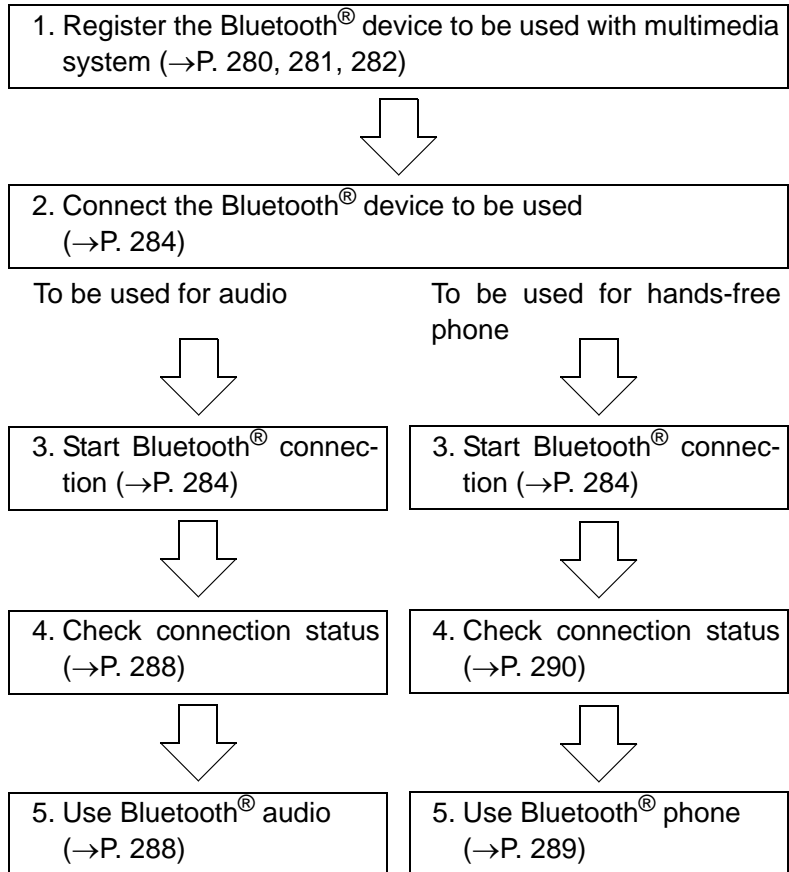 1. Register the Bluetooth® device to be used with multimedia
system (→P. 280, 281, 282)
2. Connect the Bluetooth® device to be used
(→P. 284)
To be used for audio
To be used for hands-free
phone
3. Start Bluetooth® connec-
tion (→P. 284)
3. Start Bluetooth® connec-
tion (→P. 284)
4. Check connection status
(→P. 288)
4. Check connection status
(→P. 290)
5. Use Bluetooth® audio
(→P. 288)
5. Use Bluetooth® phone
(→P. 289)